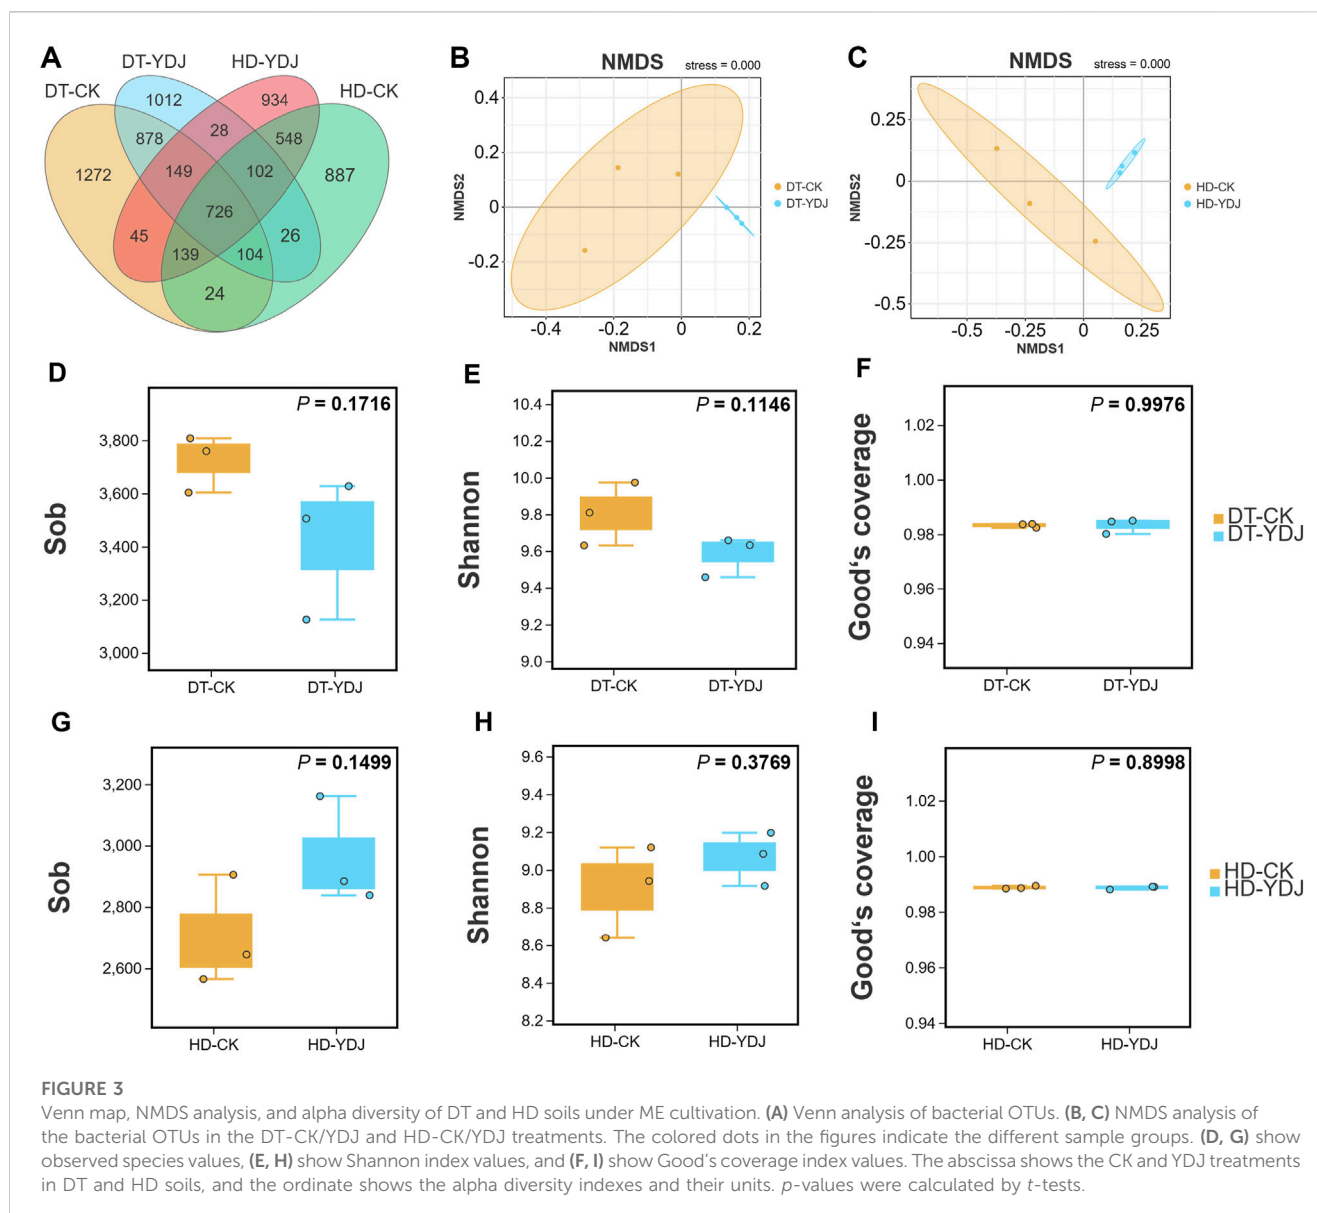 A
DT-YDJ
HD-YDJ
DT-CK
HD-CK
1012
934
878
28
548
1272
149
102
887
726
45
139
104
26
24
B
NMDS
stress = 0.000
0.4
0.2
0
-0.2
NMDS2
-0.4
-0.2
0
0.2
NMDS1
DT-CK
DT-YDJ
C
NMDS
stress = 0.000
0.25
0
-0.25
-0.5
NMDS2
-0.5
-0.25
0
0.25
NMDS1
HD-CK
HD-YDJ
D
P = 0.1716
Sob
3,800
3,600
3,400
3,200
3,000
DT-CK
DT-YDJ
E
P = 0.1146
Shannon
10.4
10.2
10.0
9.8
9.6
9.4
9.2
9.0
DT-CK
DT-YDJ
F
P = 0.9976
Good's coverage
1.02
1.00
0.98
0.96
0.94
DT-CK
DT-YDJ
DT-CK
DT-YDJ
G
P = 0.1499
Sob
3,200
3,000
2,800
2,600
HD-CK
HD-YDJ
H
P = 0.3769
Shannon
9.6
9.4
9.2
9.0
8.8
8.6
8.4
8.2
HD-CK
HD-YDJ
I
P = 0.8998
Good's coverage
1.02
1.00
0.98
0.96
0.94
HD-CK
HD-YDJ
HD-CK
HD-YDJ
FIGURE 3
Venn map, NMDS analysis, and alpha diversity of DT and HD soils under ME cultivation. (A) Venn analysis of bacterial OTUs. (B, C) NMDS analysis of
the bacterial OTUs in the DT-CK/YDJ and HD-CK/YDJ treatments. The colored dots in the figures indicate the different sample groups. (D, G) show
observed species values, (E, H) show Shannon index values, and (F, I) show Good's coverage index values. The abscissa shows the CK and YDJ treatments
in DT and HD soils, and the ordinate shows the alpha diversity indexes and their units. p-values were calculated by t-tests.